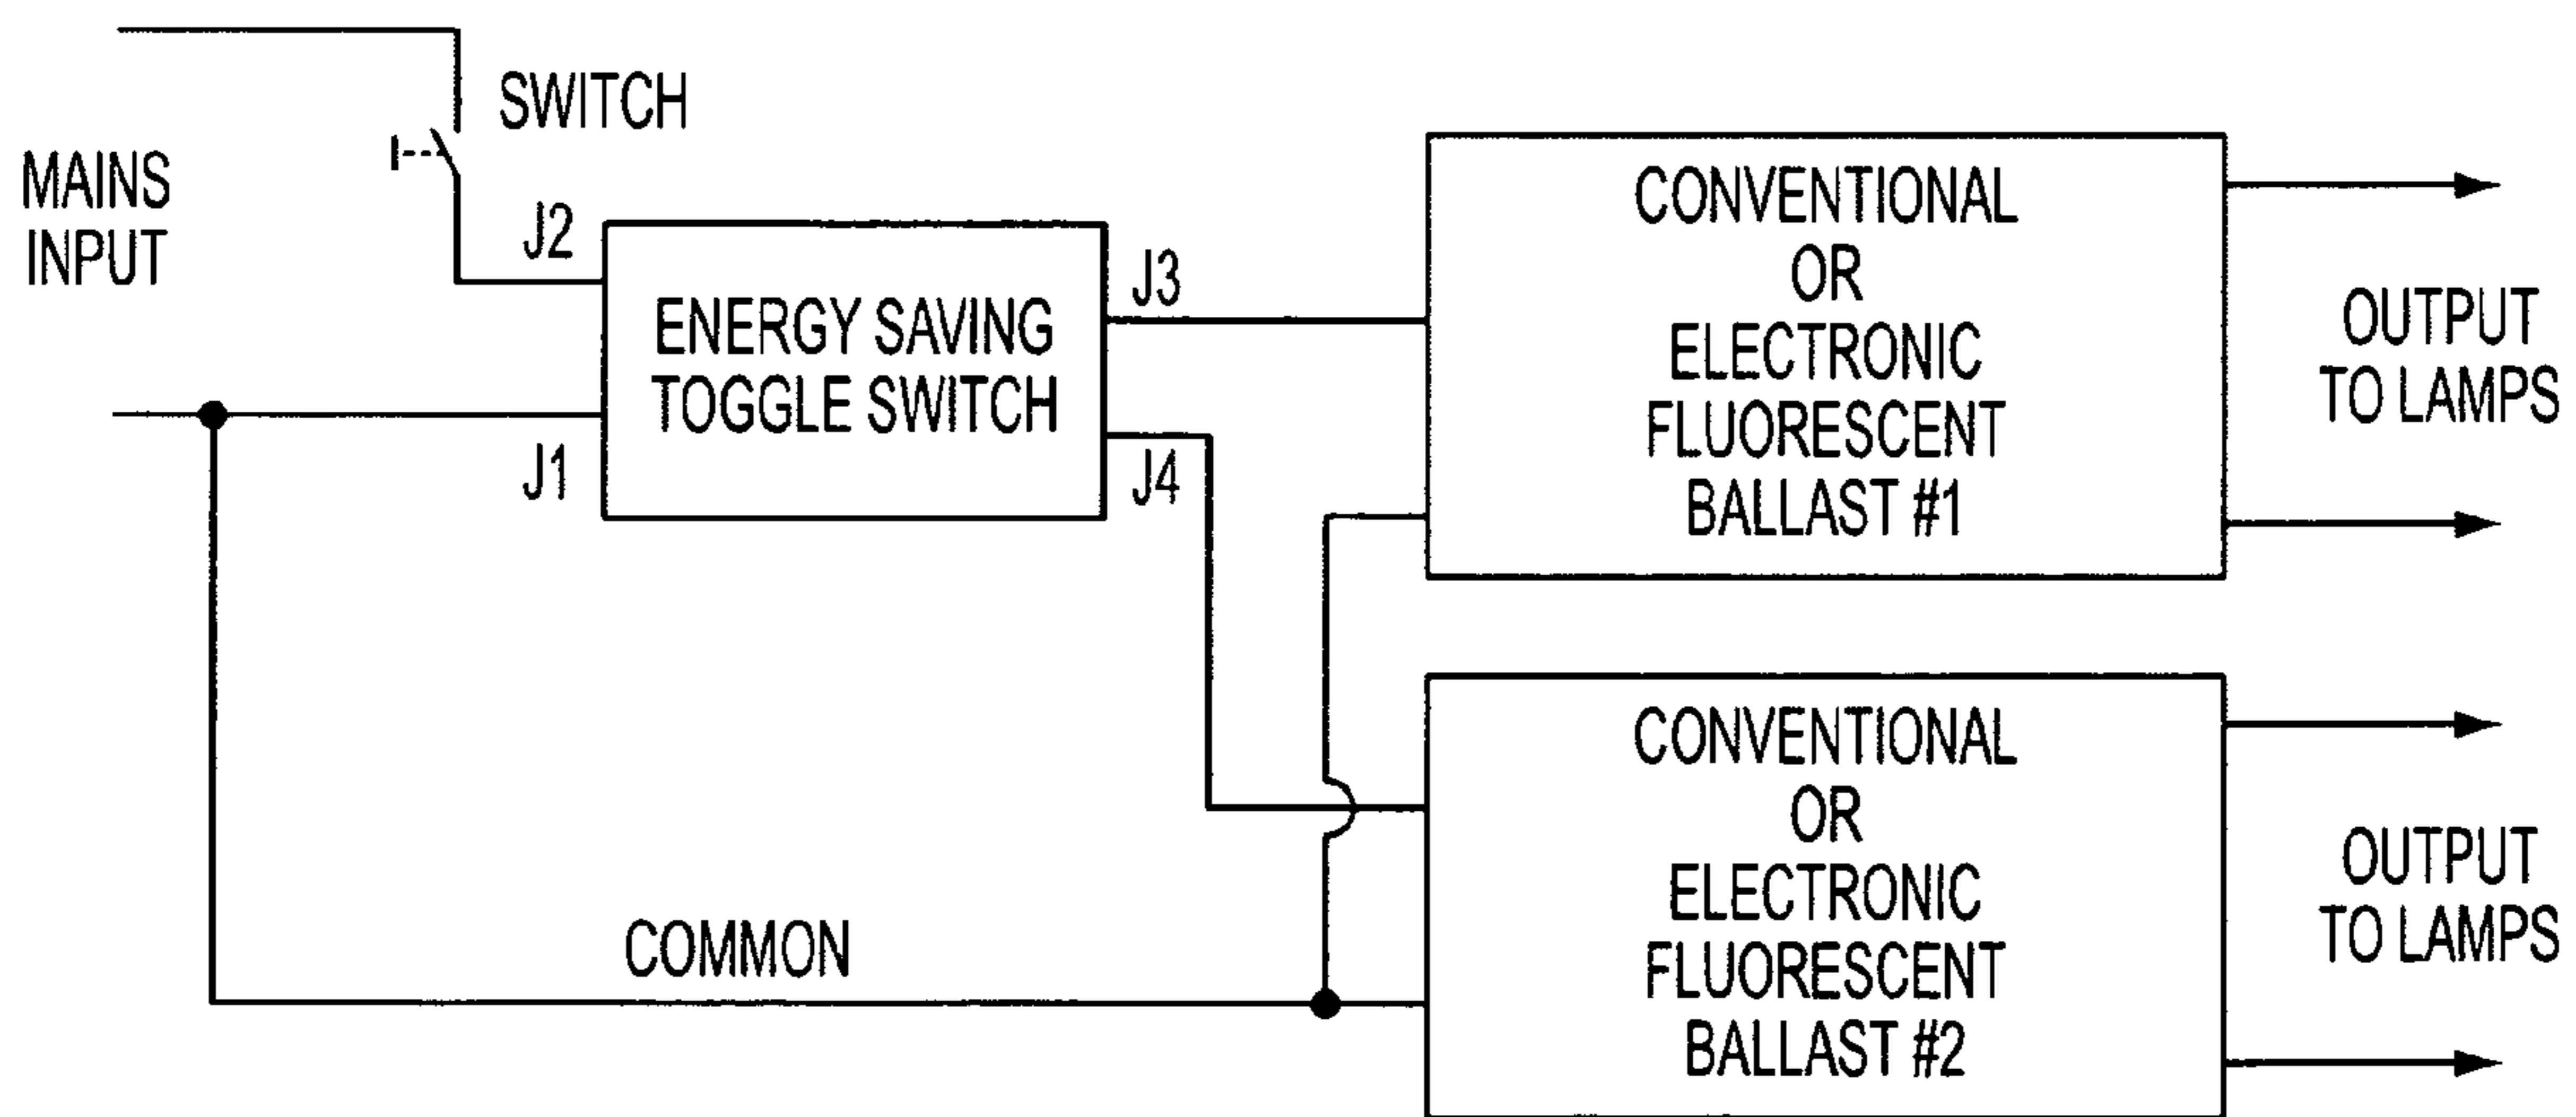 SWITCH
MAINS
INPUT
J2
J1
ENERGY SAVING
TOGGLE SWITCH
J3
J4
COMMON
CONVENTIONAL
OR
ELECTRONIC
FLUORESCENT
BALLAST #1
OUTPUT
TO LAMPS
CONVENTIONAL
OR
ELECTRONIC
FLUORESCENT
BALLAST #2
OUTPUT
TO LAMPS